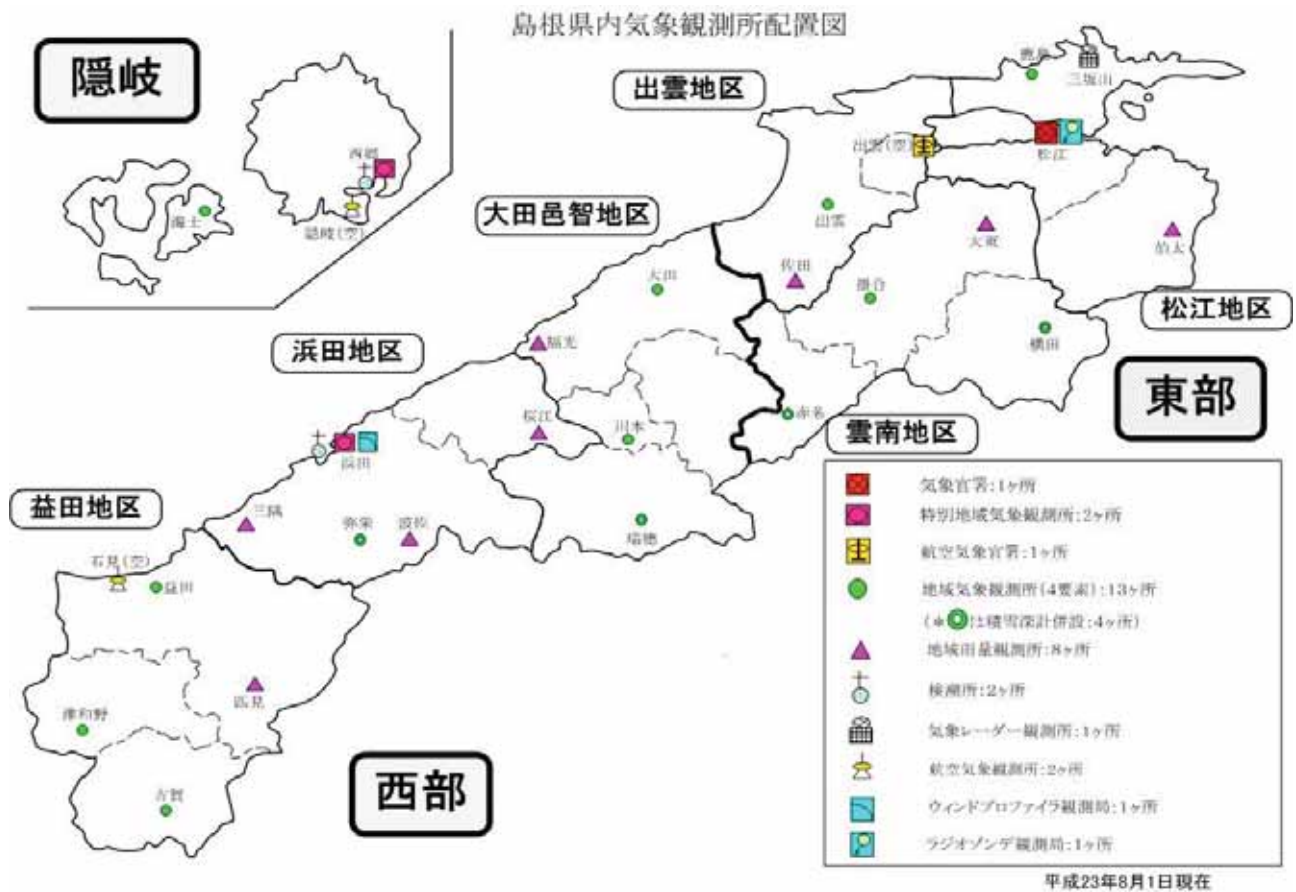 島根県内気象観測所配置図
隠岐
西郷
海士
隠岐(空)
出雲地区
鹿島
三坂山
出雲(空)
松江
出雲
大東
伯太
佐田
掛合
横田
赤名
松江地区
東部
雲南地区
大田邑智地区
大田
福光
桜江
川本
瑞穂
浜田地区
浜田
三隅
弥栄
波佐
益田地区
石見(空)
益田
匹見
津和野
吉賀
西部
気象官署:1ヶ所
特別地域気象観測所:2ヶ所
航空気象官署:1ヶ所
地域気象観測所(4要素):13ヶ所
(*◎は積雪深計併設:4ヶ所)
地域雨量観測所:8ヶ所
検潮所:2ヶ所
気象レーダー観測所:1ヶ所
航空気象観測所:2ヶ所
ウィンドプロファイラ観測局:1ヶ所
ラジオゾンデ観測局:1ヶ所
平成23年8月1日現在